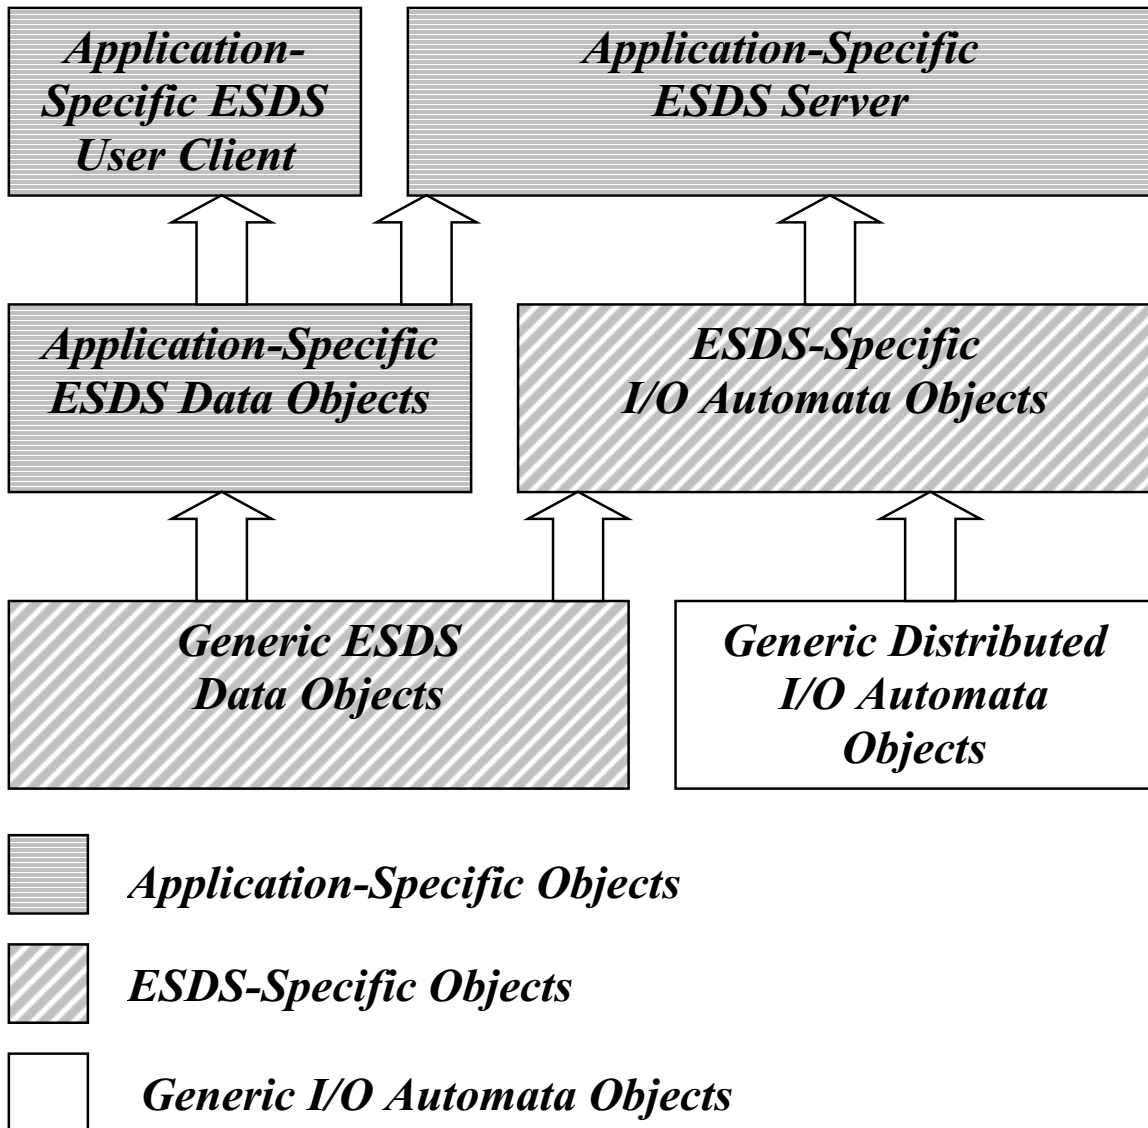 Application-
Specific ESDS
User Client
Application-Specific
ESDS Server
Application-Specific
ESDS Data Objects
ESDS-Specific
I/O Automata Objects
Generic ESDS
Data Objects
Generic Distributed
I/O Automata
Objects
Application-Specific Objects
ESDS-Specific Objects
Generic I/O Automata Objects